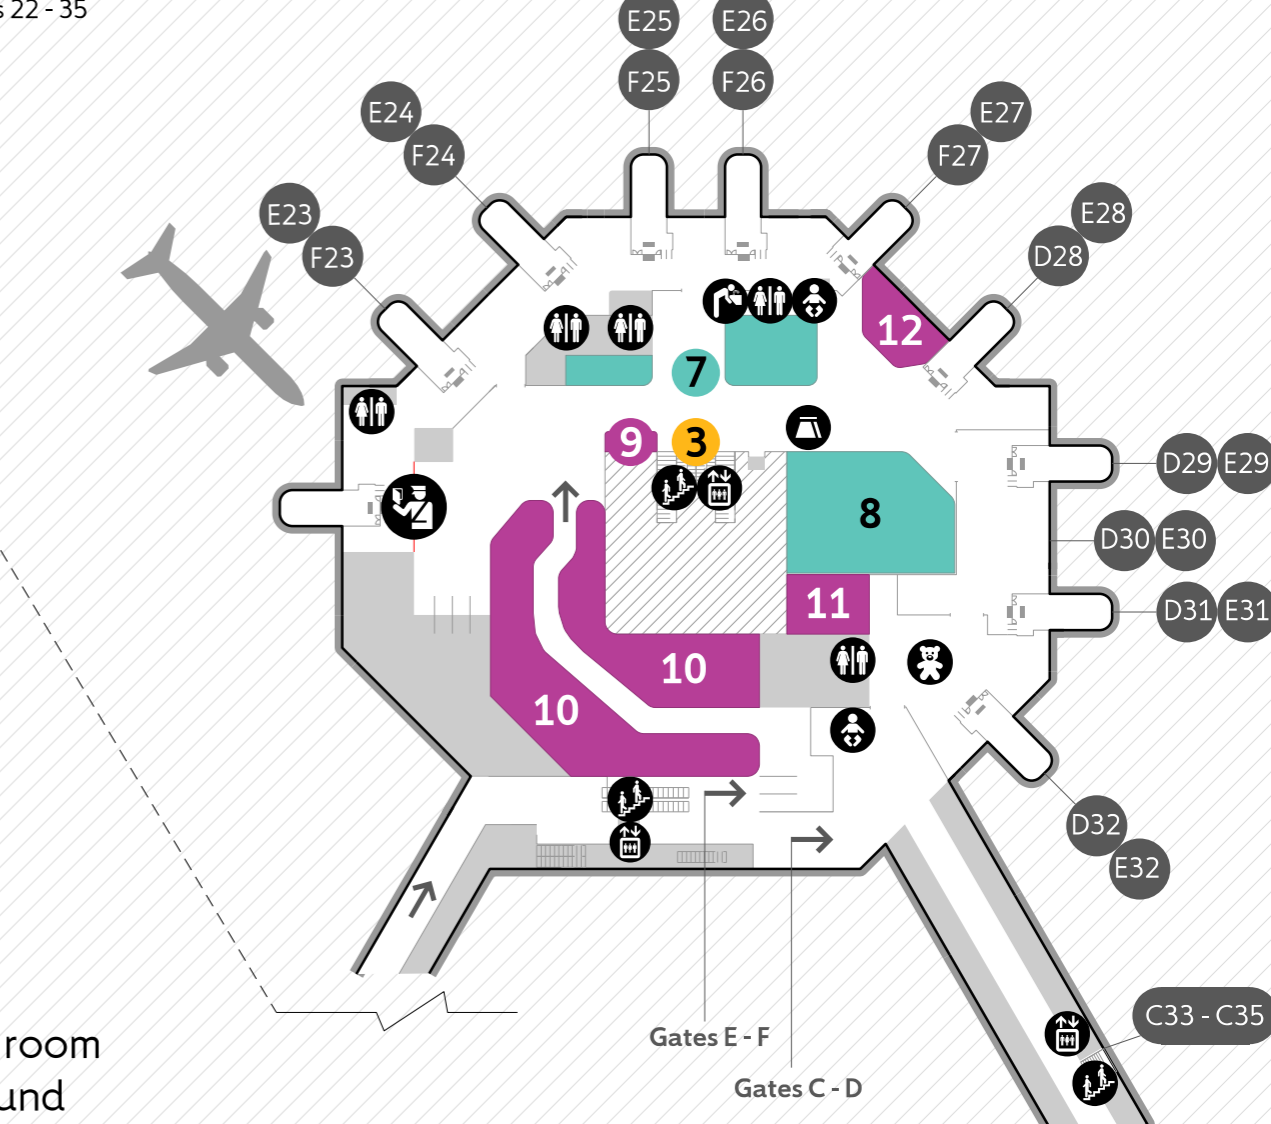 s 22 - 35
E25
E26
F25
F26
E24
E27
F24
F27
E23
E28
F23
D28
12
7
9
3
D29
E29
8
D30
E30
11
D31
E31
10
10
D32
E32
C33 - C35
Gates E - F
room
Gates C - D
und